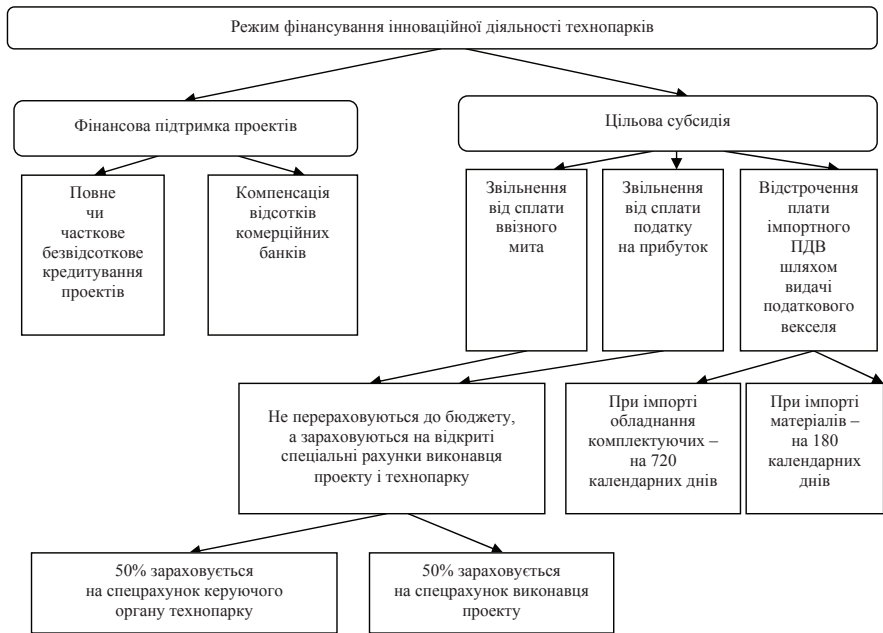 Режим фінансування інноваційної діяльності технопарків
Фінансова підтримка проектів
Цільова субсидія
Повне
чи
часткове
безвідсоткове
кредитування
проектів
Компенсація
відсотків
комерційних
банків
Звільнення
від сплати
ввізного
мита
Звільнення
від сплати
податку
на прибуток
Відстрочення
плати
імпортного
ПДВ
шляхом
видачі
податкового
векселя
Не перераховуються до бюджету,
а зараховуються на відкриті
спеціальні рахунки виконавця
проекту і технопарку
При імпорті
обладнання
комплектуючих –
на 720
календарних днів
При імпорті
матеріалів –
на 180
календарних
днів
50% зараховується
на спецрахунок керуючого
органу технопарку
50% зараховується
на спецрахунок виконавця
проекту